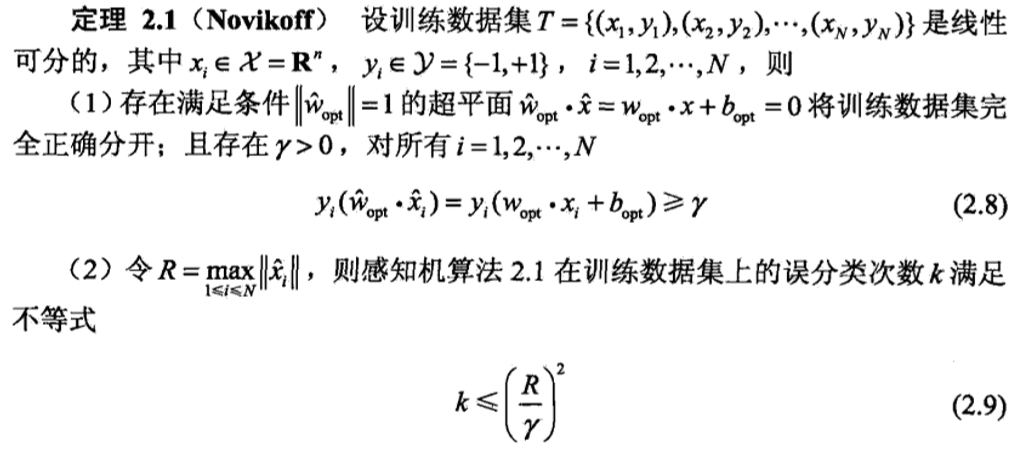 定理 2.1（Novikoff） 设训练数据集 T = {(x₁, y₁), (x₂, y₂), ⋯, (x_N, y_N)} 是线性
可分的，其中 xᵢ ∈ 𝒳 = Rⁿ， yᵢ ∈ 𝒴 = {−1, +1}， i = 1, 2, ⋯, N ，则
（1）存在满足条件 ‖ŵ_opt‖ = 1 的超平面 ŵ_opt • x̂ = w_opt • x + b_opt = 0 将训练数据集完
全正确分开；且存在 γ > 0，对所有 i = 1, 2, ⋯, N
yᵢ(ŵ_opt • x̂ᵢ) = yᵢ(w_opt • xᵢ + b_opt) ⩾ γ (2.8)
（2）令 R = max_{1≤i≤N} ‖x̂ᵢ‖，则感知机算法 2.1 在训练数据集上的误分类次数 k 满足
不等式
k ⩽ (R/γ)² (2.9)